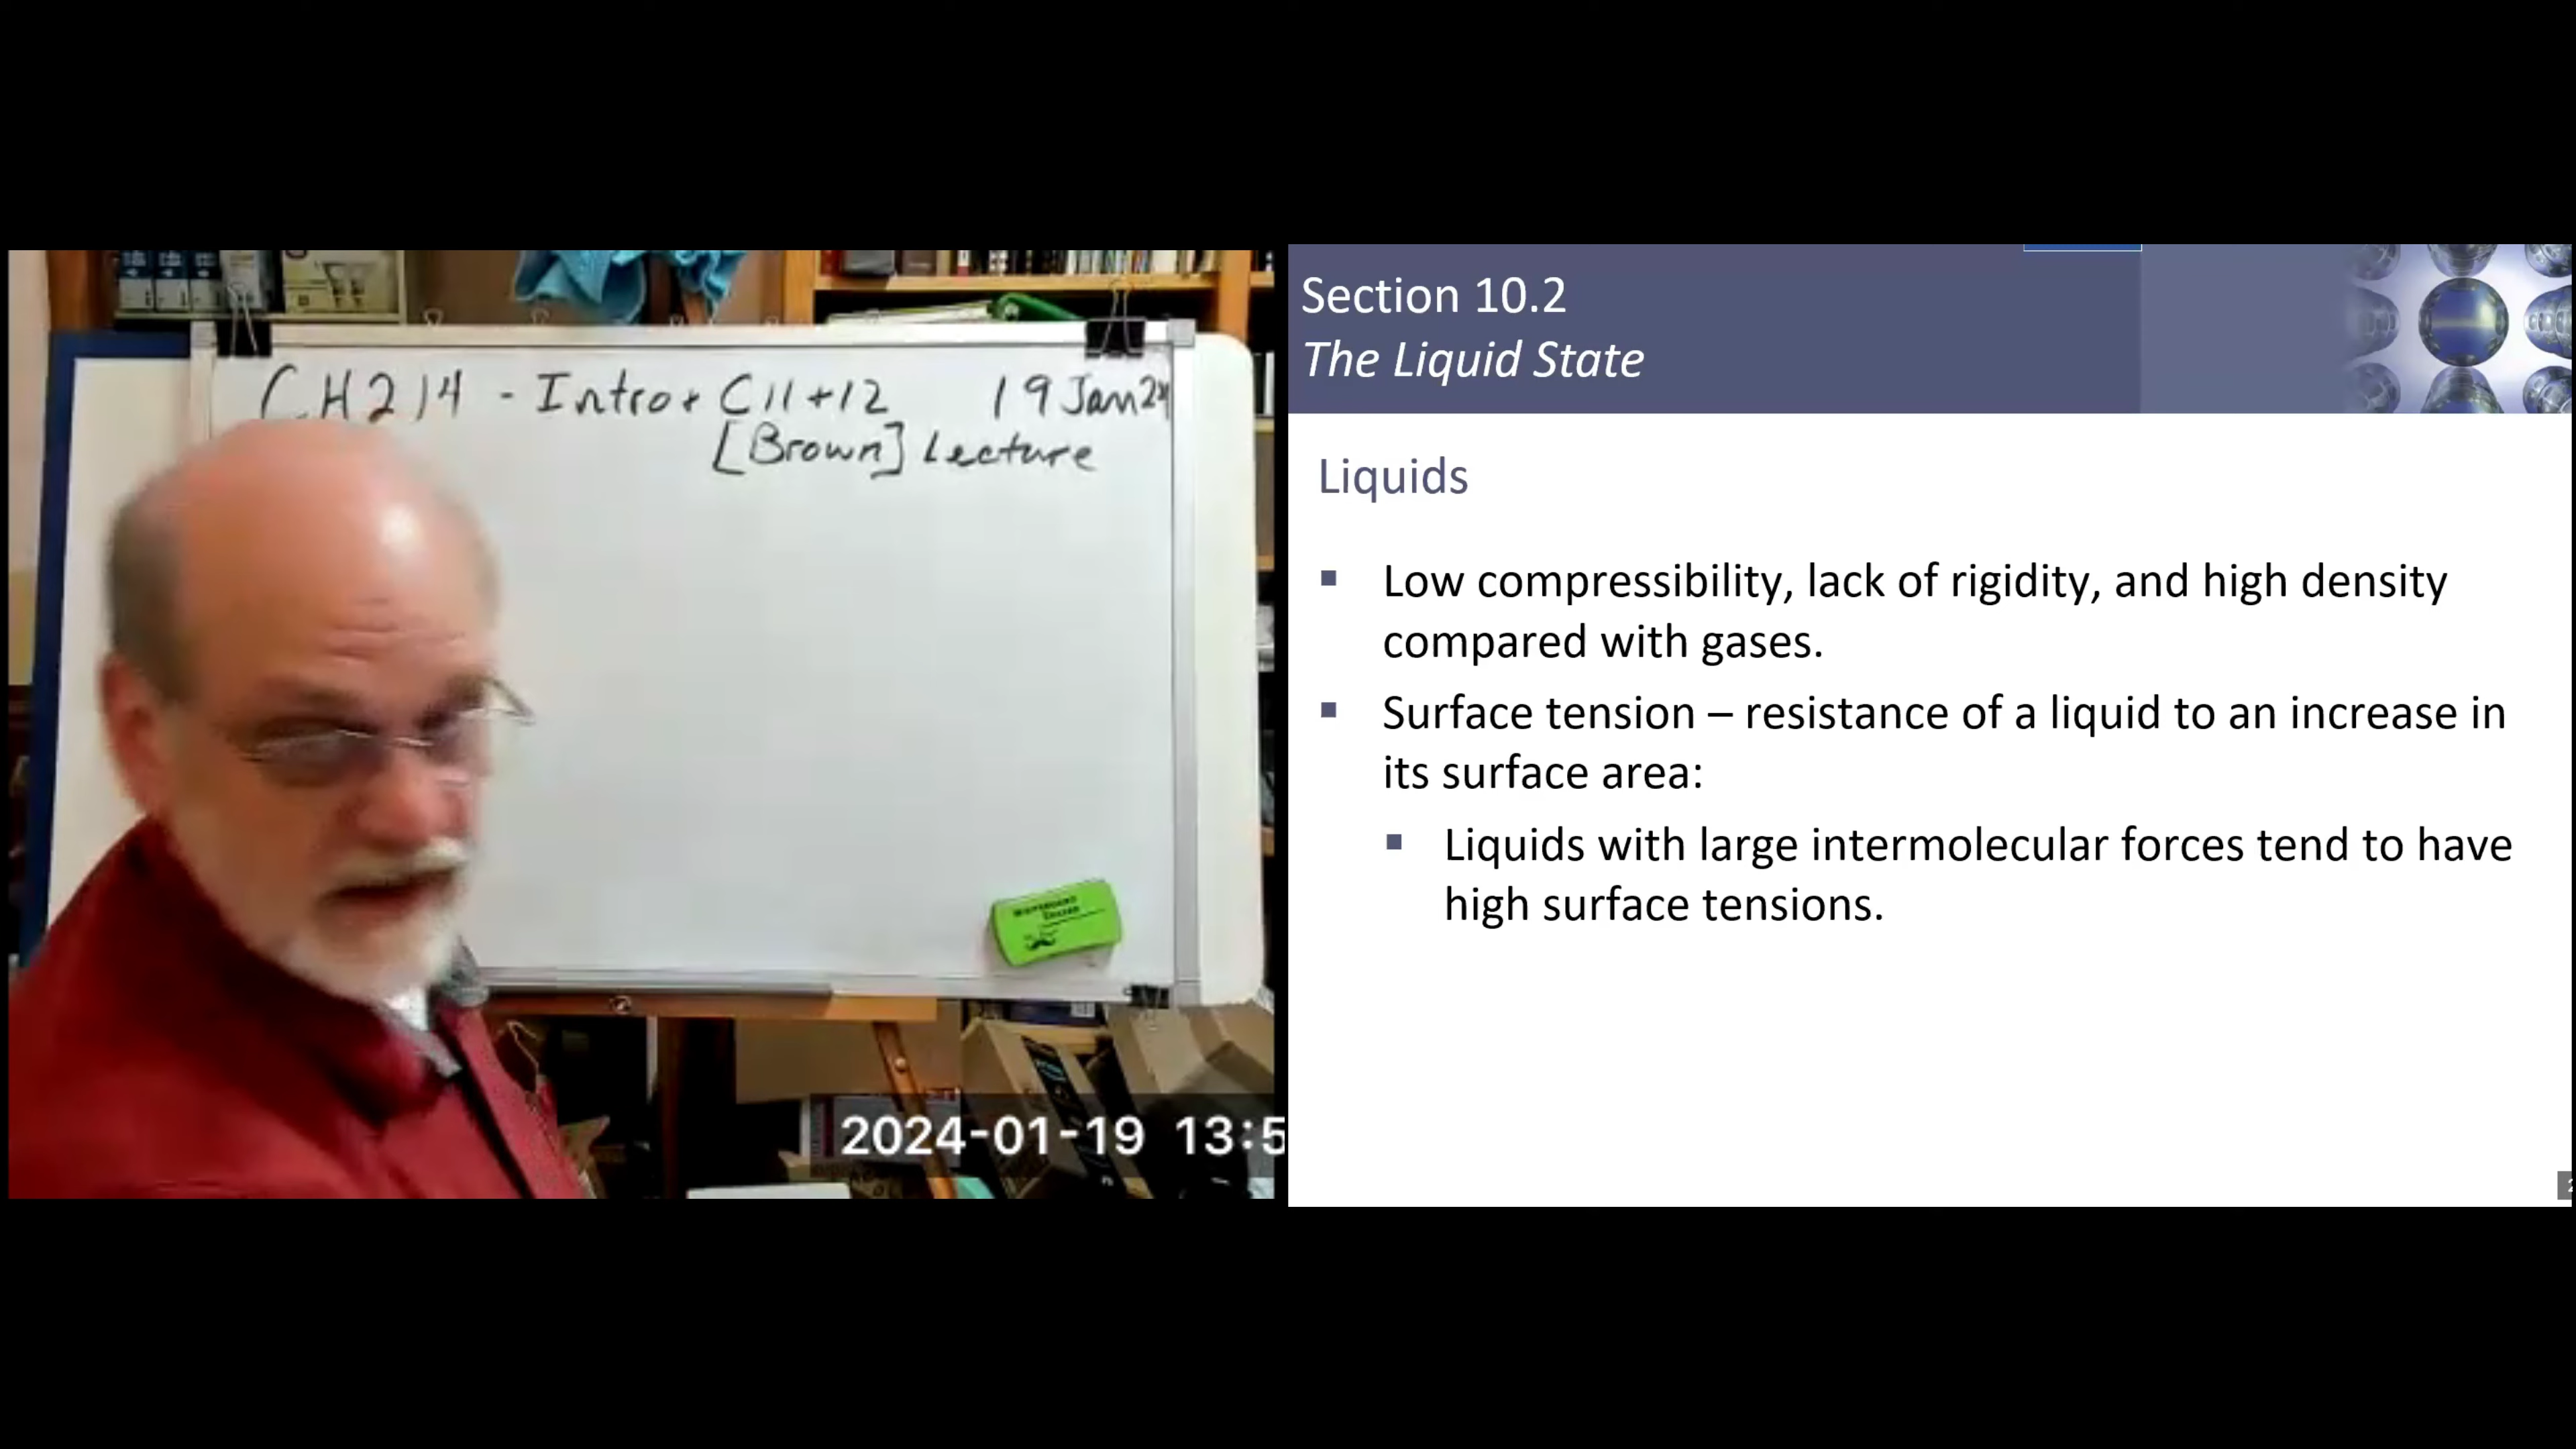 CH214 - Intro + C11+12 19 Jan 24
[Brown] Lecture
2024-01-19 13:5
Section 10.2
The Liquid State
Liquids
Low compressibility, lack of rigidity, and high density
compared with gases.
Surface tension – resistance of a liquid to an increase in
its surface area:
Liquids with large intermolecular forces tend to have
high surface tensions.